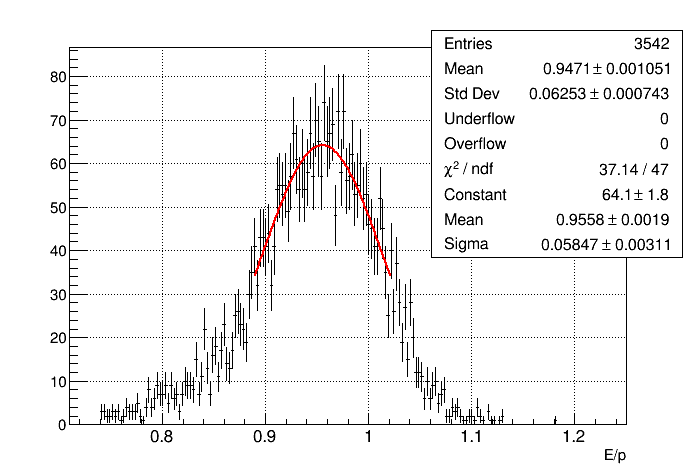 Entries 3542
Mean 0.9471 ± 0.001051
Std Dev 0.06253 ± 0.000743
Underflow 0
Overflow 0
χ² / ndf 37.14 / 47
Constant 64.1 ± 1.8
Mean 0.9558 ± 0.0019
Sigma 0.05847 ± 0.00311
80
70
60
50
40
30
20
10
0
0.8 0.9 1 1.1 1.2
E/p